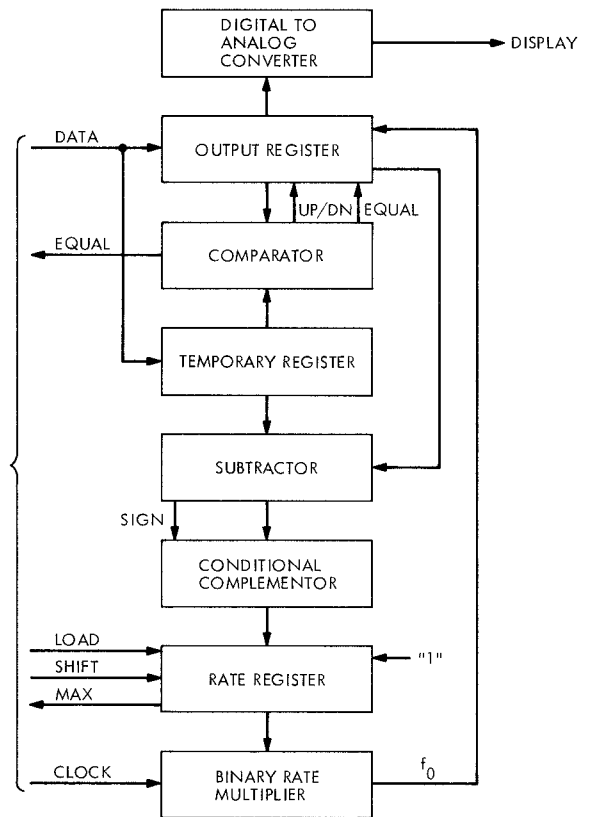 DIGITAL TO
ANALOG
CONVERTER
DISPLAY
DATA
OUTPUT REGISTER
UP/DN
EQUAL
EQUAL
COMPARATOR
TEMPORARY REGISTER
SUBTRACTOR
SIGN
CONDITIONAL
COMPLEMENTOR
LOAD
SHIFT
RATE REGISTER
"1"
MAX
CLOCK
BINARY RATE
MULTIPLIER
f0